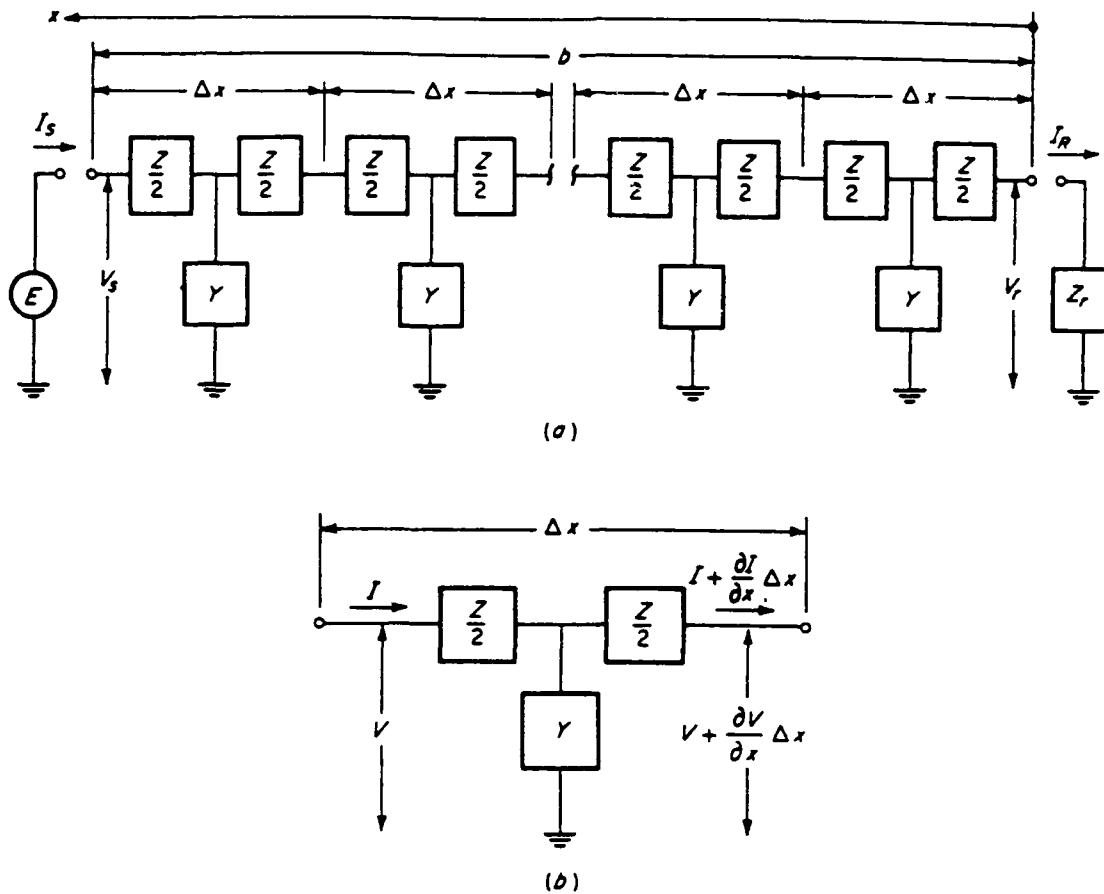 x
b
Δx Δx Δx Δx
I_S I_R
Z/2 Z/2 Z/2 Z/2 Z/2 Z/2 Z/2 Z/2
E V_s Y Y Y Y V_r Z_r
(a)
Δx
I Z/2 Z/2 I + ∂I/∂x Δx
V Y V + ∂V/∂x Δx
(b)